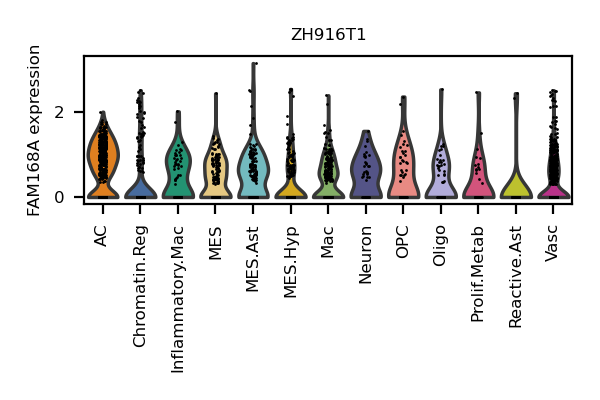 ZH916T1
FAM168A expression
2
0
AC
Chromatin.Reg
Inflammatory.Mac
MES
MES.Ast
MES.Hyp
Mac
Neuron
OPC
Oligo
Prolif.Metab
Reactive.Ast
Vasc